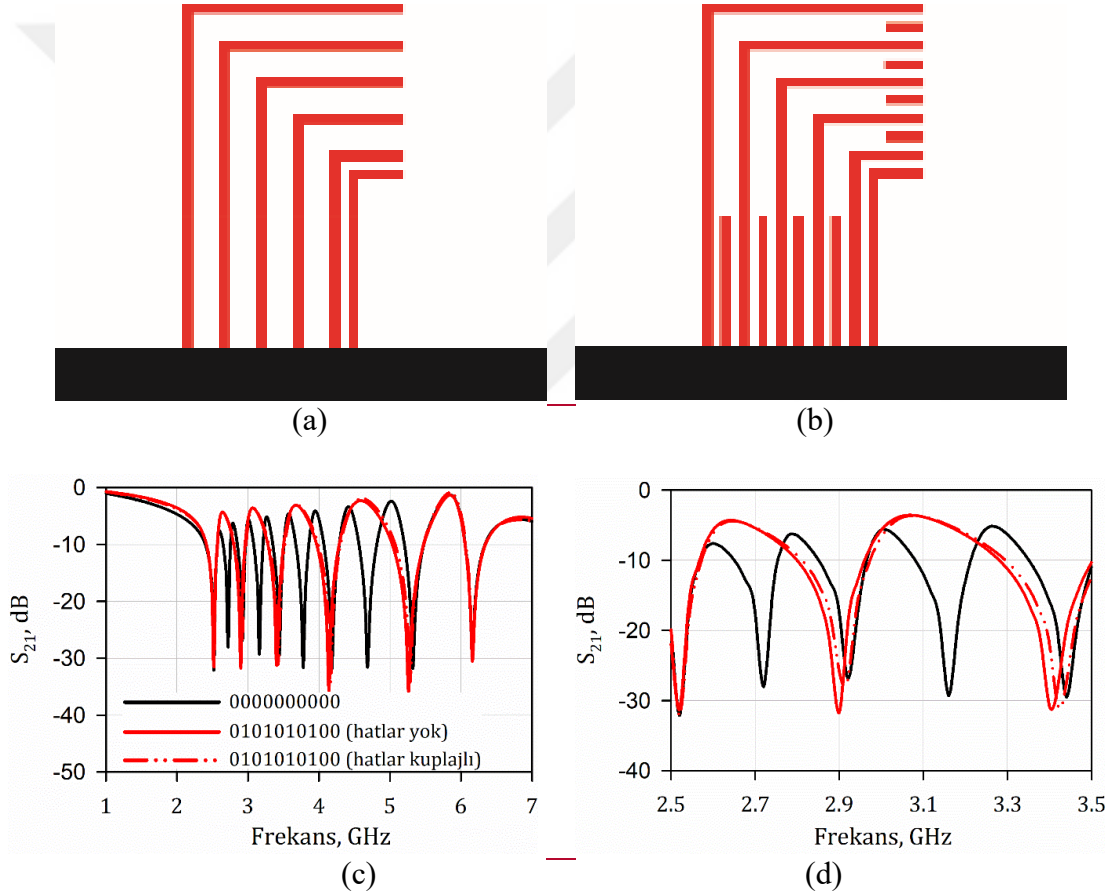 (a)
(b)
0
-10
-20
-30
-40
-50
S21, dB
0000000000
0101010100 (hatlar yok)
0101010100 (hatlar kuplajlı)
1 2 3 4 5 6 7
Frekans, GHz
(c)
0
-10
-20
-30
-40
S21, dB
2.5 2.7 2.9 3.1 3.3 3.5
Frekans, GHz
(d)